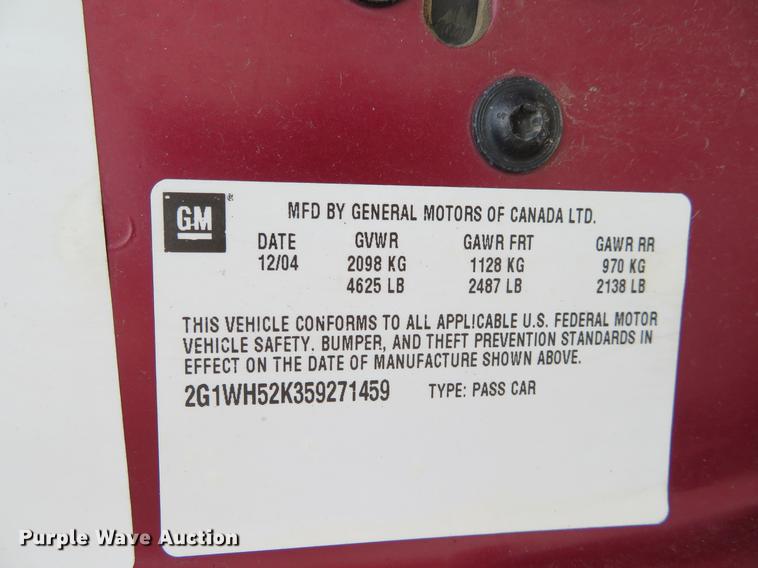 GM®
MFD BY GENERAL MOTORS OF CANADA LTD.
DATE GVWR GAWR FRT GAWR RR
12/04 2098 KG 1128 KG 970 KG
4625 LB 2487 LB 2138 LB
THIS VEHICLE CONFORMS TO ALL APPLICABLE U.S. FEDERAL MOTOR
VEHICLE SAFETY. BUMPER, AND THEFT PREVENTION STANDARDS IN
EFFECT ON THE DATE OF MANUFACTURE SHOWN ABOVE.
2G1WH52K359271459 TYPE: PASS CAR
Purple Wave Auction®